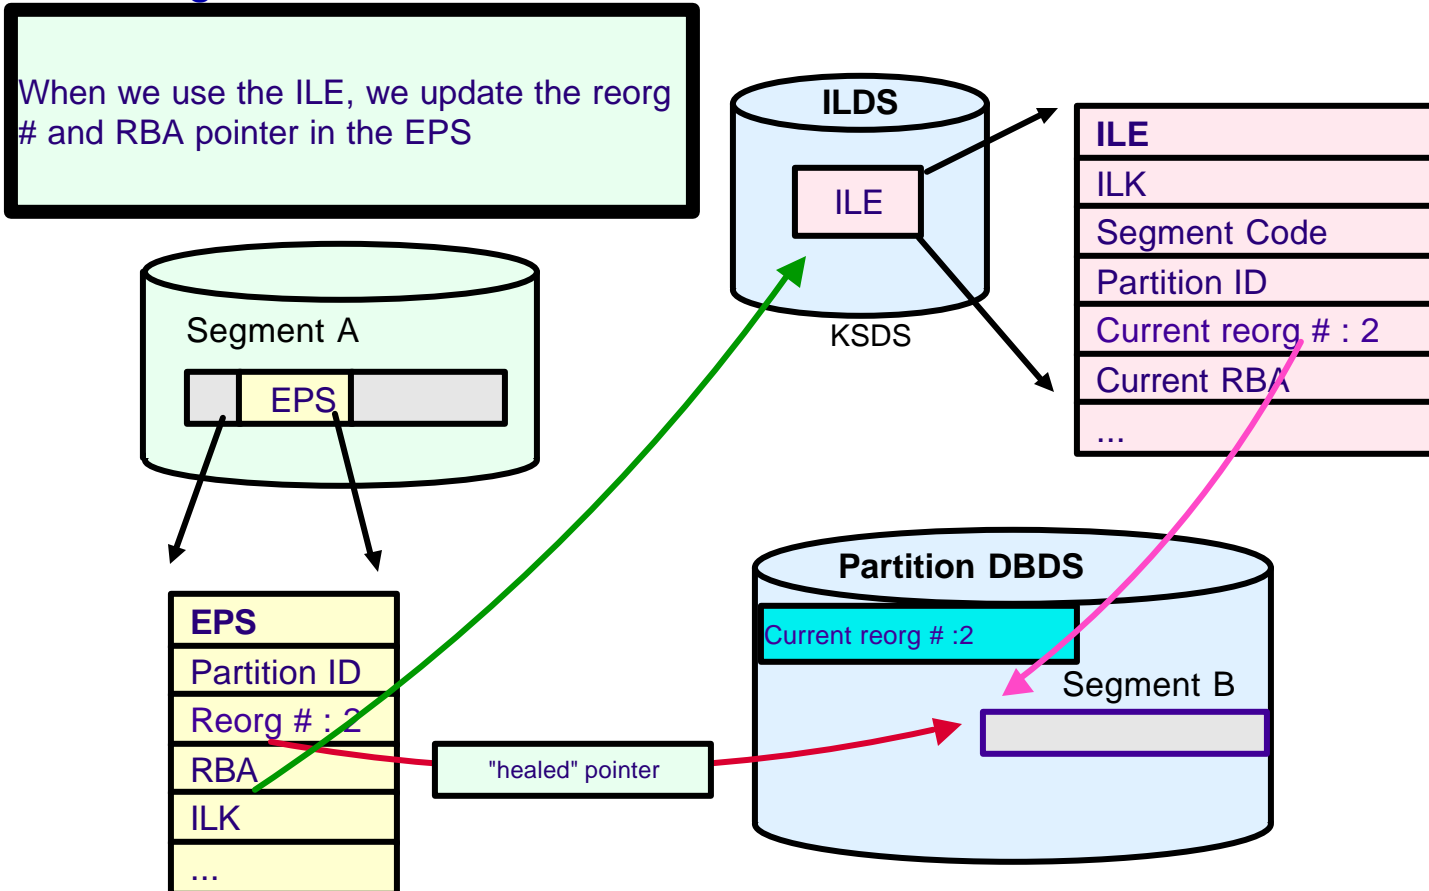 When we use the ILE, we update the reorg
# and RBA pointer in the EPS
ILDS
ILE
KSDS
ILE
ILK
Segment Code
Partition ID
Current reorg # : 2
Current RBA
...
Segment A
EPS
EPS
Partition ID
Reorg # : 2
RBA
ILK
...
"healed" pointer
Partition DBDS
Current reorg # :2
Segment B